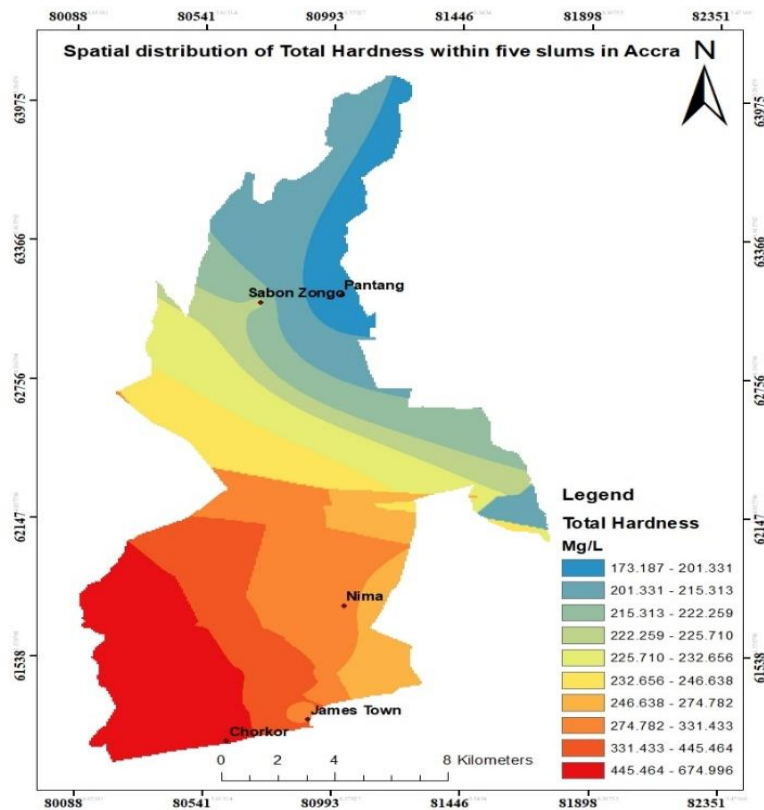 80088 80541 80993 81446 81898 82351
Spatial distribution of Total Hardness within five slums in Accra
N
63975 63975
63366 63366
Pantang
Sabon Zongo
62756 62756
Legend
62147 62147
Total Hardness
Mg/L
173.187 - 201.331
201.331 - 215.313
215.313 - 222.259
222.259 - 225.710
225.710 - 232.656
232.656 - 246.638
246.638 - 274.782
274.782 - 331.433
331.433 - 445.464
445.464 - 674.996
Nima
61538 61538
James Town
Chorkor
0 2 4 8 Kilometers
80088 80541 80993 81446 81898 82351